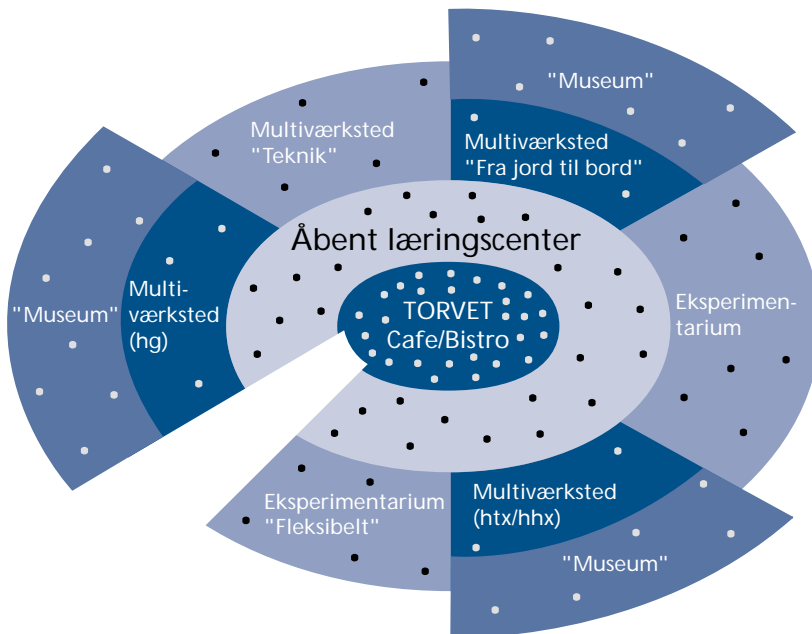 "Museum"
Multiværksted
"Teknik"
Multiværksted
"Fra jord til bord"
Åbent læringscenter
"Museum"
Multi-
værksted
(hg)
TORVET
Cafe/Bistro
Eksperimen-
tarium
Eksperimentarium
"Fleksibelt"
Multiværksted
(htx/hhx)
"Museum"